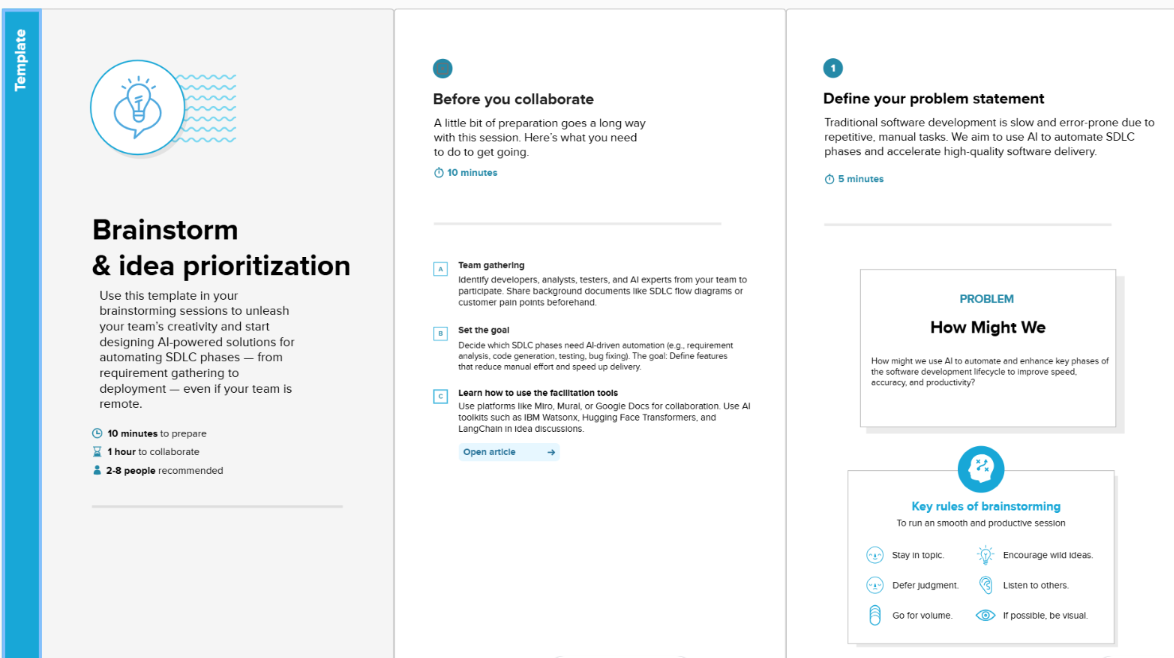 Template
Brainstorm
& idea prioritization
Use this template in your
brainstorming sessions to unleash
your team's creativity and start
designing AI-powered solutions for
automating SDLC phases — from
requirement gathering to
deployment — even if your team is
remote.
10 minutes to prepare
1 hour to collaborate
2-8 people recommended
Before you collaborate
A little bit of preparation goes a long way
with this session. Here's what you need
to do to get going.
10 minutes
A
Team gathering
Identify developers, analysts, testers, and AI experts from your team to
participate. Share background documents like SDLC flow diagrams or
customer pain points beforehand.
B
Set the goal
Decide which SDLC phases need AI-driven automation (e.g., requirement
analysis, code generation, testing, bug fixing). The goal: Define features
that reduce manual effort and speed up delivery.
C
Learn how to use the facilitation tools
Use platforms like Miro, Mural, or Google Docs for collaboration. Use AI
toolkits such as IBM Watsonx, Hugging Face Transformers, and
LangChain in idea discussions.
Open article
1
Define your problem statement
Traditional software development is slow and error-prone due to
repetitive, manual tasks. We aim to use AI to automate SDLC
phases and accelerate high-quality software delivery.
5 minutes
PROBLEM
How Might We
How might we use AI to automate and enhance key phases of
the software development lifecycle to improve speed,
accuracy, and productivity?
Key rules of brainstorming
To run an smooth and productive session
Stay in topic.
Encourage wild ideas.
Defer judgment.
Listen to others.
Go for volume.
If possible, be visual.